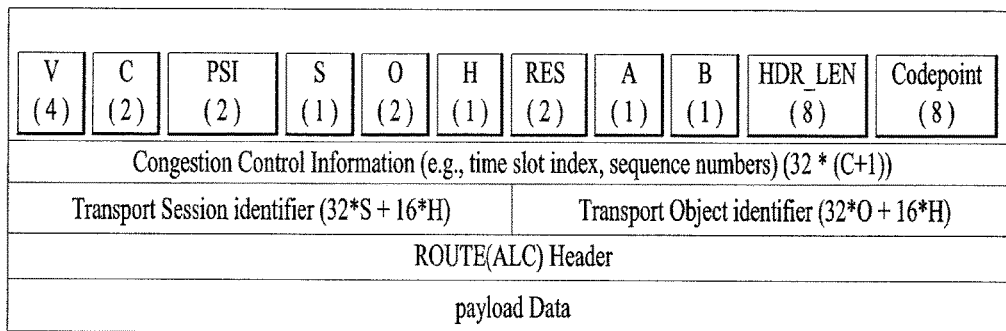 V C PSI S O H RES A B HDR_LEN Codepoint
(4) (2) (2) (1) (2) (1) (2) (1) (1) (8) (8)
Congestion Control Information (e.g., time slot index, sequence numbers) (32 * (C+1))
Transport Session identifier (32*S + 16*H) Transport Object identifier (32*O + 16*H)
ROUTE(ALC) Header
payload Data